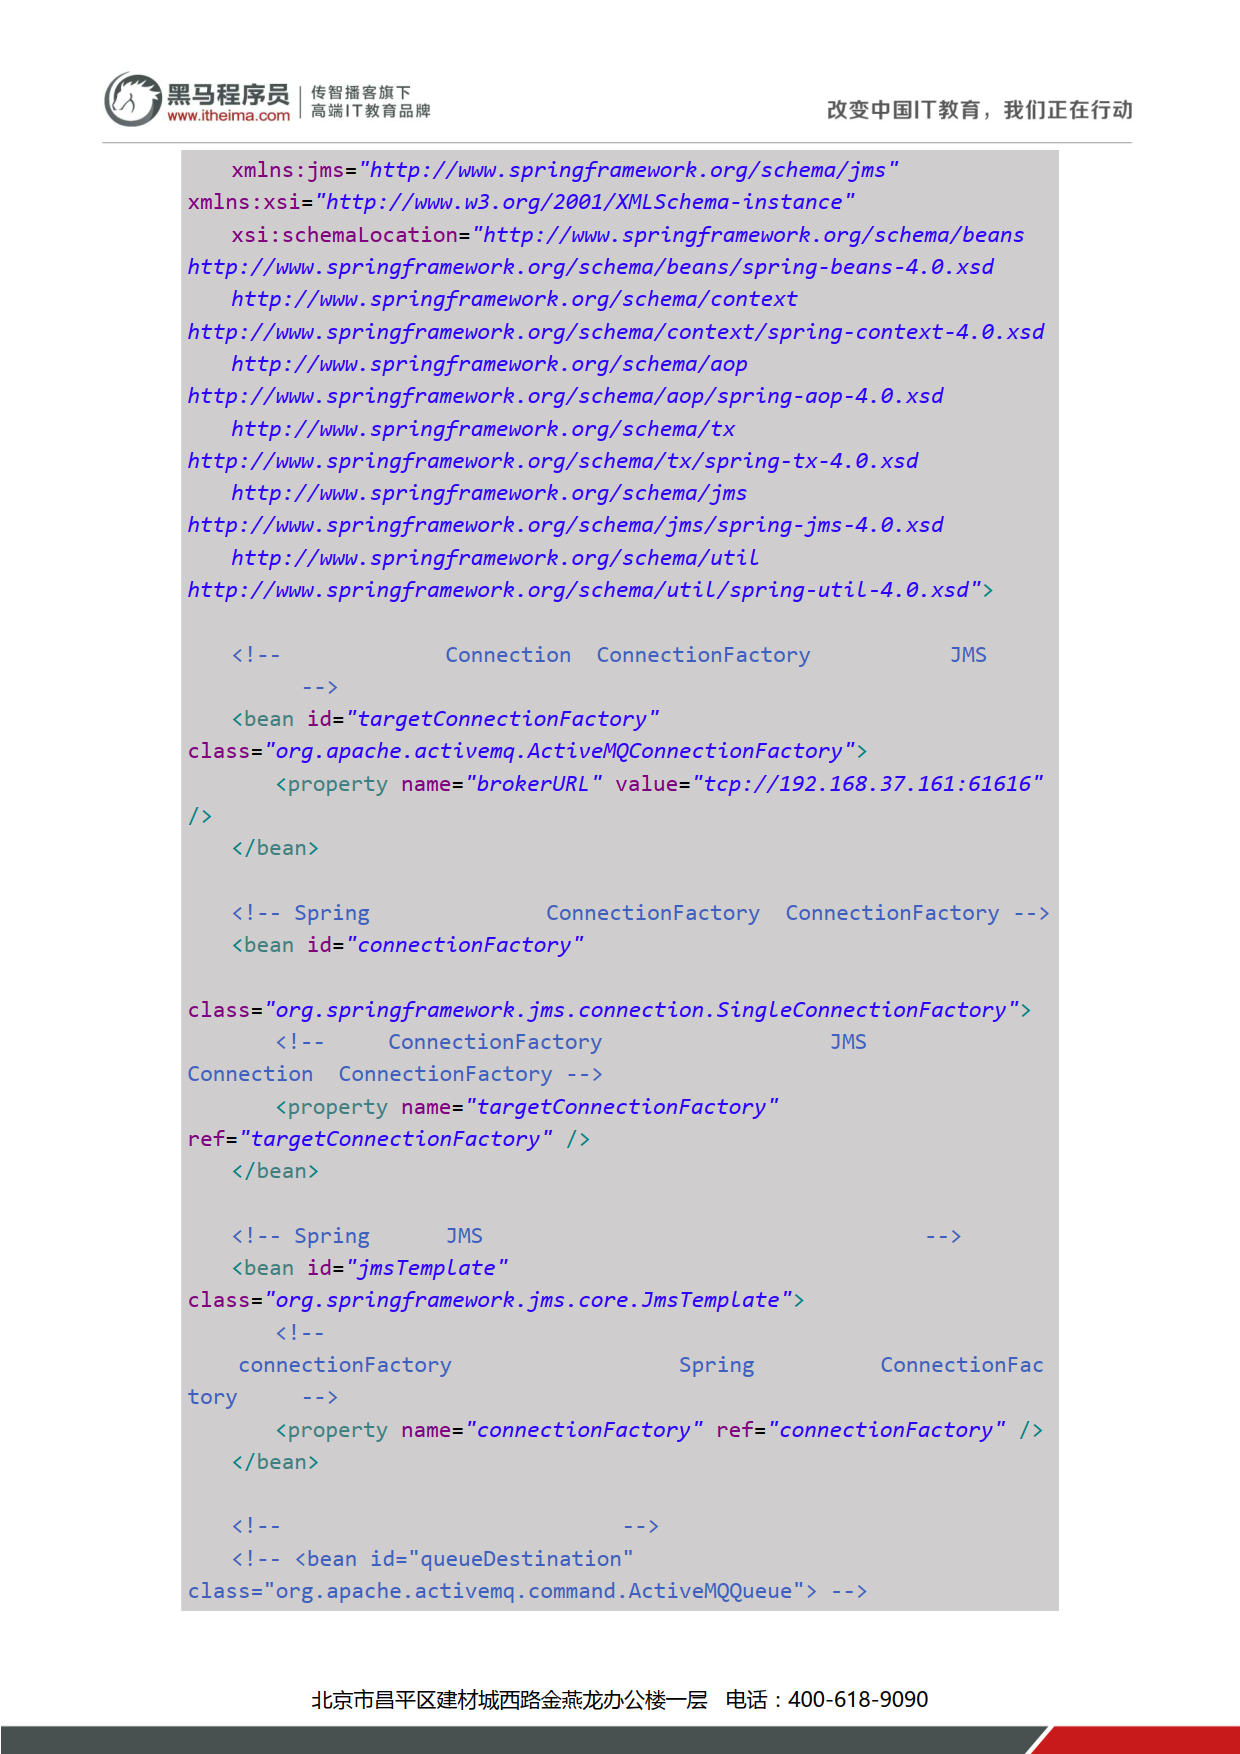 黑马程序员
www.itheima.com
传智播客旗下
高端IT教育品牌
改变中国IT教育，我们正在行动
xmlns:jms="http://www.springframework.org/schema/jms"
xmlns:xsi="http://www.w3.org/2001/XMLSchema-instance"
xsi:schemaLocation="http://www.springframework.org/schema/beans
http://www.springframework.org/schema/beans/spring-beans-4.0.xsd
http://www.springframework.org/schema/context
http://www.springframework.org/schema/context/spring-context-4.0.xsd
http://www.springframework.org/schema/aop
http://www.springframework.org/schema/aop/spring-aop-4.0.xsd
http://www.springframework.org/schema/tx
http://www.springframework.org/schema/tx/spring-tx-4.0.xsd
http://www.springframework.org/schema/jms
http://www.springframework.org/schema/jms/spring-jms-4.0.xsd
http://www.springframework.org/schema/util
http://www.springframework.org/schema/util/spring-util-4.0.xsd">
<!-- Connection ConnectionFactory JMS
-->
<bean id="targetConnectionFactory"
class="org.apache.activemq.ActiveMQConnectionFactory">
<property name="brokerURL" value="tcp://192.168.37.161:61616"
/>
</bean>
<!-- Spring ConnectionFactory ConnectionFactory -->
<bean id="connectionFactory"
class="org.springframework.jms.connection.SingleConnectionFactory">
<!-- ConnectionFactory JMS
Connection ConnectionFactory -->
<property name="targetConnectionFactory"
ref="targetConnectionFactory" />
</bean>
<!-- Spring JMS -->
<bean id="jmsTemplate"
class="org.springframework.jms.core.JmsTemplate">
<!--
connectionFactory Spring ConnectionFac
tory -->
<property name="connectionFactory" ref="connectionFactory" />
</bean>
<!-- -->
<!-- <bean id="queueDestination"
class="org.apache.activemq.command.ActiveMQQueue"> -->
北京市昌平区建材城西路金燕龙办公楼一层 电话：400-618-9090